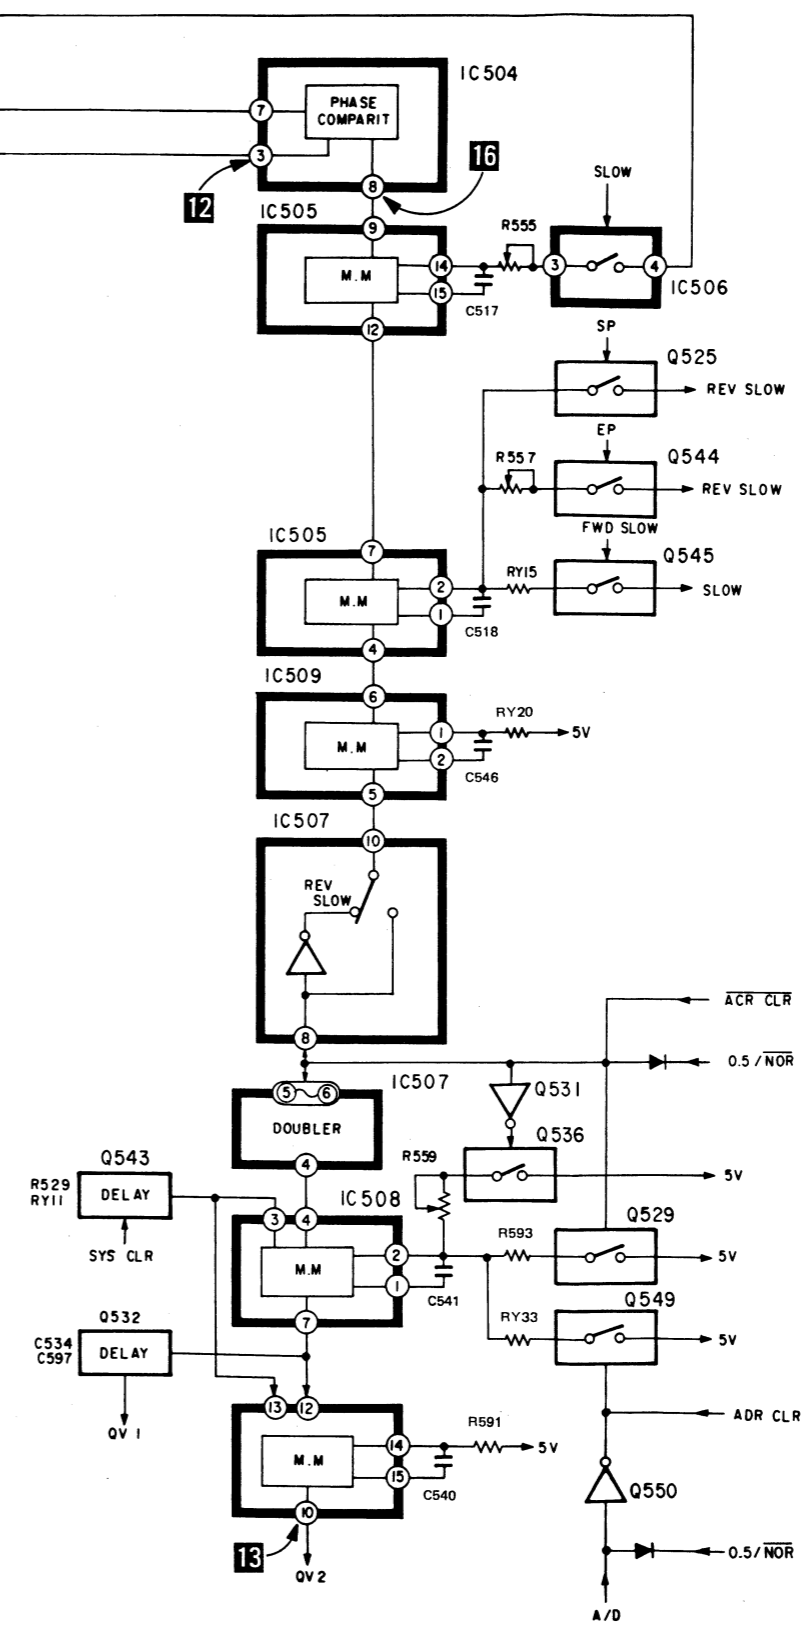 IC504
PHASE
COMPARIT
7
3
8
12
16
SLOW
IC505
9
M.M
14
15
12
R555
C517
3
4
IC506
SP
Q525
REV SLOW
EP
Q544
R557
REV SLOW
FWD SLOW
Q545
RY15
SLOW
IC505
7
M.M
2
1
4
C518
IC509
6
M.M
1
2
5
RY20
5V
C546
IC507
10
REV
SLOW
8
ACR CLR
0.5/NOR
IC507
5
6
DOUBLER
4
Q531
Q536
R559
5V
Q543
R529
RY11
DELAY
SYS CLR
IC508
3
4
M.M
2
1
7
C541
R593
Q529
5V
RY33
Q549
5V
Q532
C534
C597
DELAY
QV 1
13
12
M.M
14
15
10
R591
5V
C540
ADR CLR
Q550
13
QV2
0.5/NOR
A/D